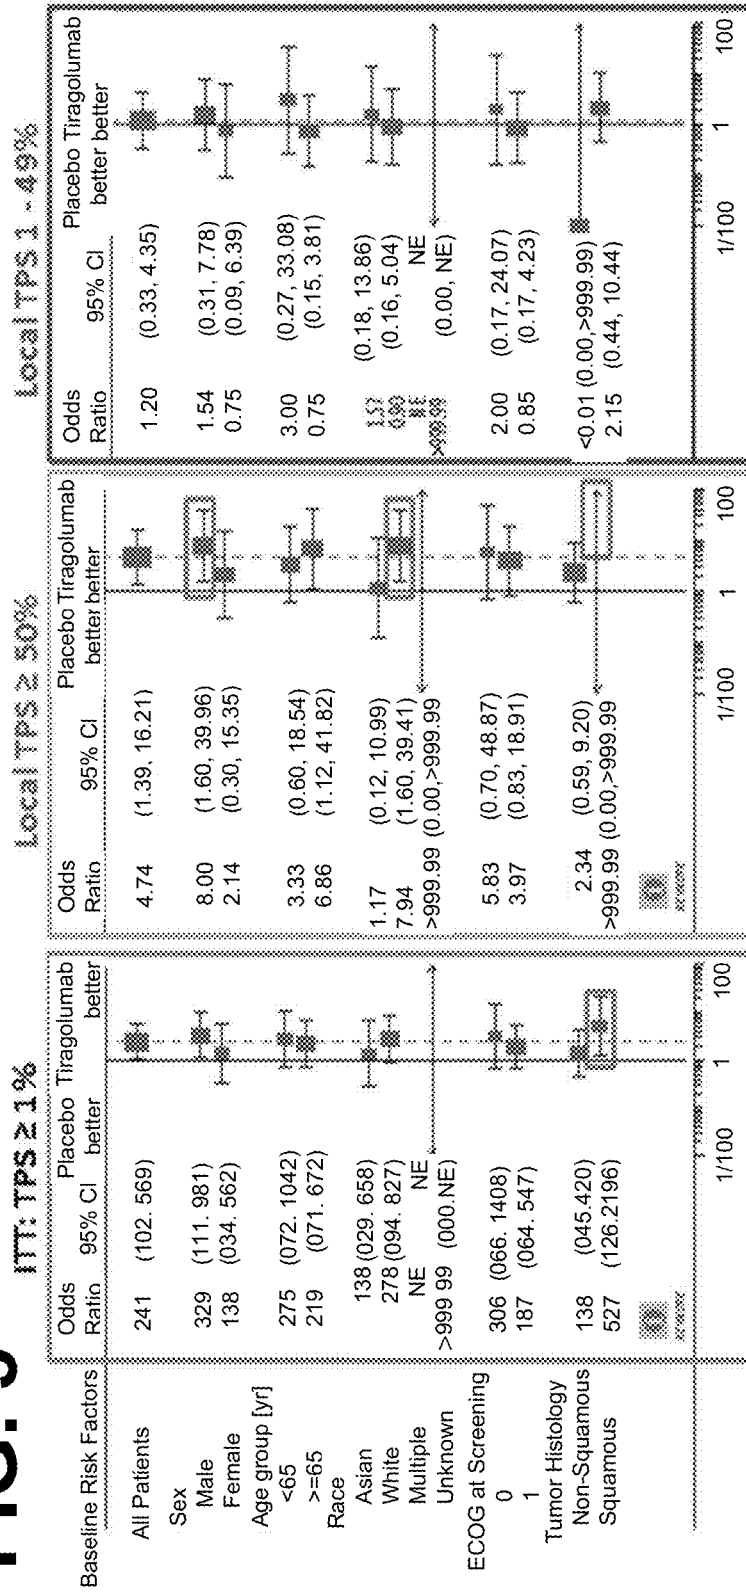 FIG. 9
ITT: TPS ≥ 1%
Local TPS ≥ 50%
Local TPS 1 - 49%
Baseline Risk Factors
Odds Ratio 95% CI Placebo better Tiragolumab better
Odds Ratio 95% CI Placebo better Tiragolumab better
Odds Ratio 95% CI Placebo better Tiragolumab better
All Patients 241 (102. 569) 4.74 (1.39, 16.21) 1.20 (0.33, 4.35)
Sex
Male 329 (111. 981) 8.00 (1.60, 39.96) 1.54 (0.31, 7.78)
Female 138 (034. 562) 2.14 (0.30, 15.35) 0.75 (0.09, 6.39)
Age group [yr]
<65 275 (072. 1042) 3.33 (0.60, 18.54) 3.00 (0.27, 33.08)
>=65 219 (071. 672) 6.86 (1.12, 41.82) 0.75 (0.15, 3.81)
Race
Asian 138 (029. 658) 1.17 (0.12, 10.99) 1.57 (0.18, 13.86)
White 278 (094. 827) 7.94 (1.60, 39.41) 0.90 (0.16, 5.04)
Multiple NE NE >999.99 (0.00,>999.99 NE NE
Unknown >999 99 (000.NE) >999.99 (0.00, NE)
ECOG at Screening
0 306 (066. 1408) 5.83 (0.70, 48.87) 2.00 (0.17, 24.07)
1 187 (064. 547) 3.97 (0.83, 18.91) 0.85 (0.17, 4.23)
Tumor Histology
Non-Squamous 138 (045.420) 2.34 (0.59, 9.20) <0.01 (0.00,>999.99)
Squamous 527 (126.2196) >999.99 (0.00,>999.99 2.15 (0.44, 10.44)
1/100 1 100
1/100 1 100
1/100 1 100